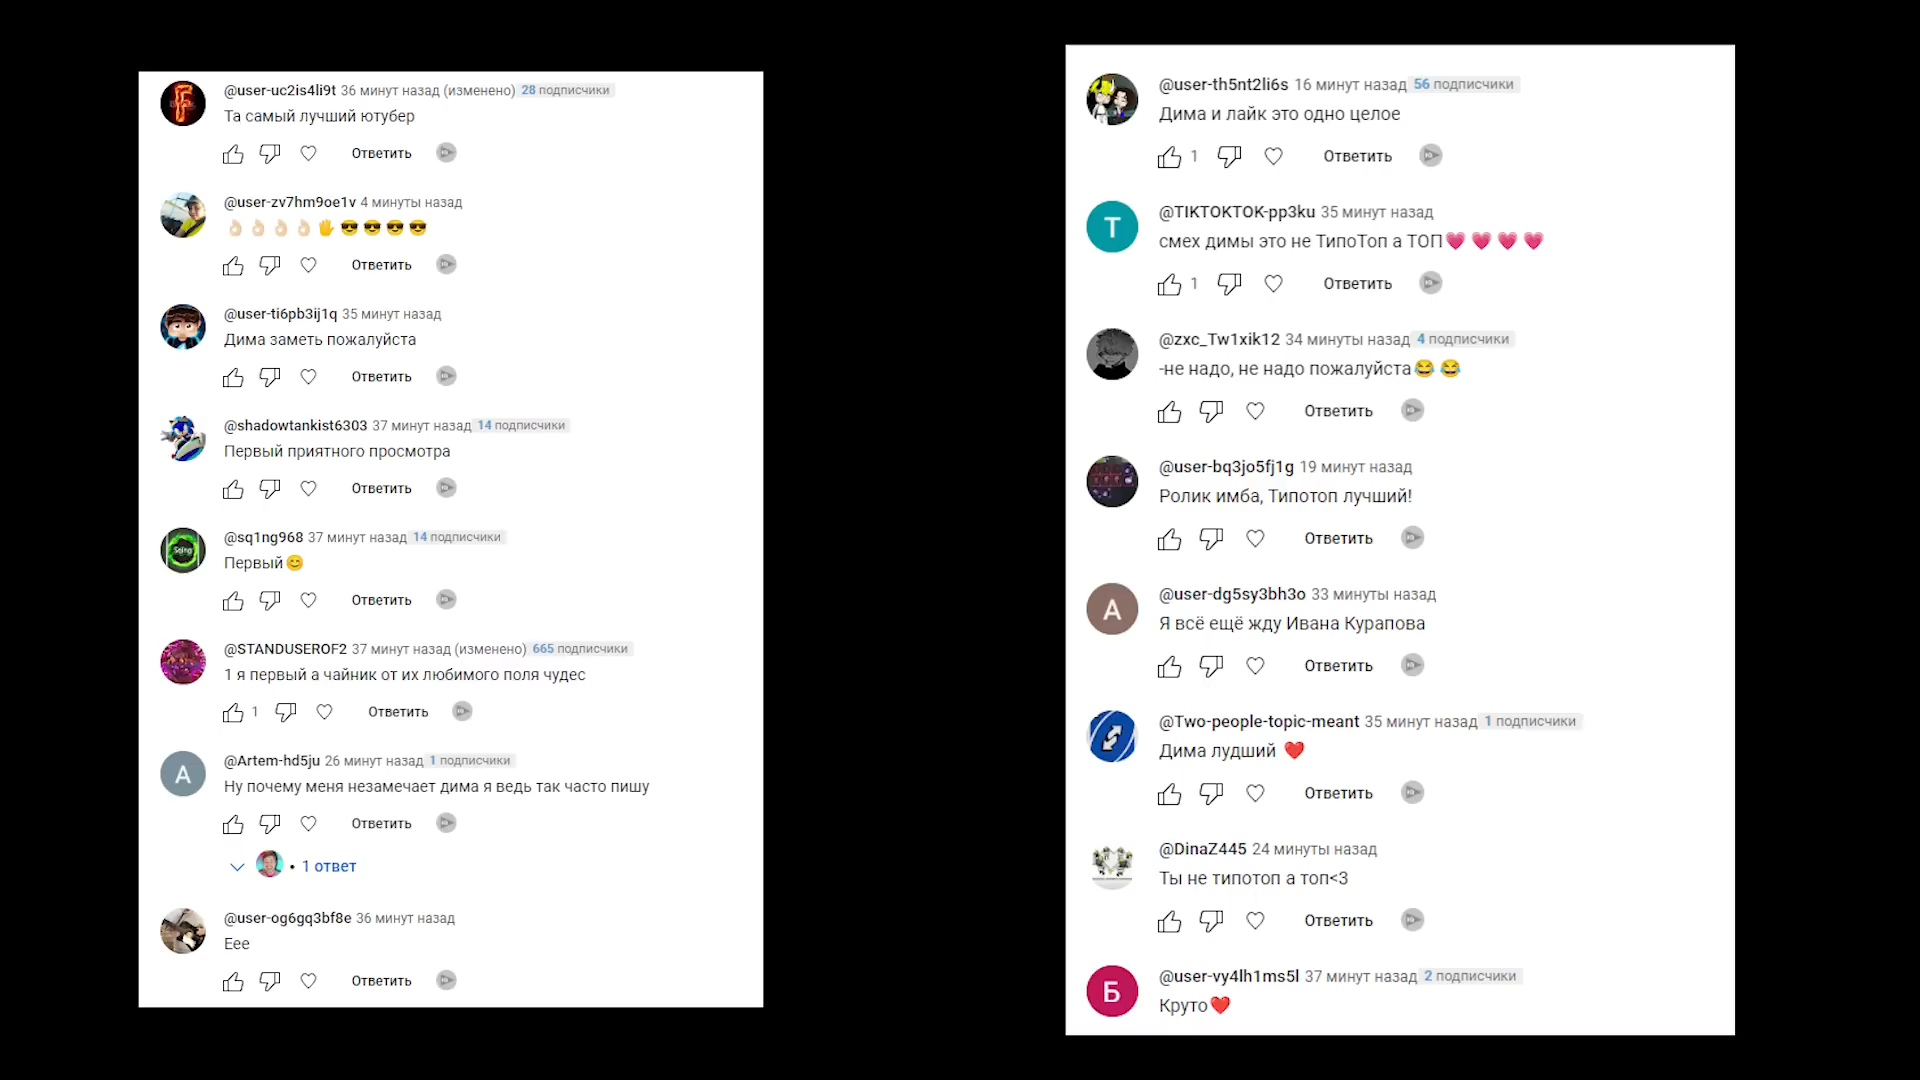 @user-uc2is4li9t 36 минут назад (изменено) 28 подписчики
Та самый лучший ютубер
Ответить
@user-zv7hm9oe1v 4 минуты назад
👌🏻👌🏻👌🏻👌🏻🖐😎😎😎😎
Ответить
@user-ti6pb3ij1q 35 минут назад
Дима заметь пожалуйста
Ответить
@shadowtankist6303 37 минут назад 14 подписчики
Первый приятного просмотра
Ответить
@sq1ng968 37 минут назад 14 подписчики
Первый😊
Ответить
@STANDUSEROF2 37 минут назад (изменено) 665 подписчики
1 я первый а чайник от их любимого поля чудес
1 Ответить
@Artem-hd5ju 26 минут назад 1 подписчики
Ну почему меня незамечает дима я ведь так часто пишу
Ответить
• 1 ответ
@user-og6gq3bf8e 36 минут назад
Еее
Ответить
@user-th5nt2li6s 16 минут назад 56 подписчики
Дима и лайк это одно целое
1 Ответить
@TIKTOKTOK-pp3ku 35 минут назад
смех димы это не ТипоТоп а ТОП💗💗💗💗
1 Ответить
@zxc_Tw1xik12 34 минуты назад 4 подписчики
-не надо, не надо пожалуйста😂😂
Ответить
@user-bq3jo5fj1g 19 минут назад
Ролик имба, Типотоп лучший!
Ответить
@user-dg5sy3bh3o 33 минуты назад
Я всё ещё жду Ивана Курапова
Ответить
@Two-people-topic-meant 35 минут назад 1 подписчики
Дима лудший ❤️
Ответить
@DinaZ445 24 минуты назад
Ты не типотоп а топ<3
Ответить
@user-vy4lh1ms5l 37 минут назад 2 подписчики
Круто❤️